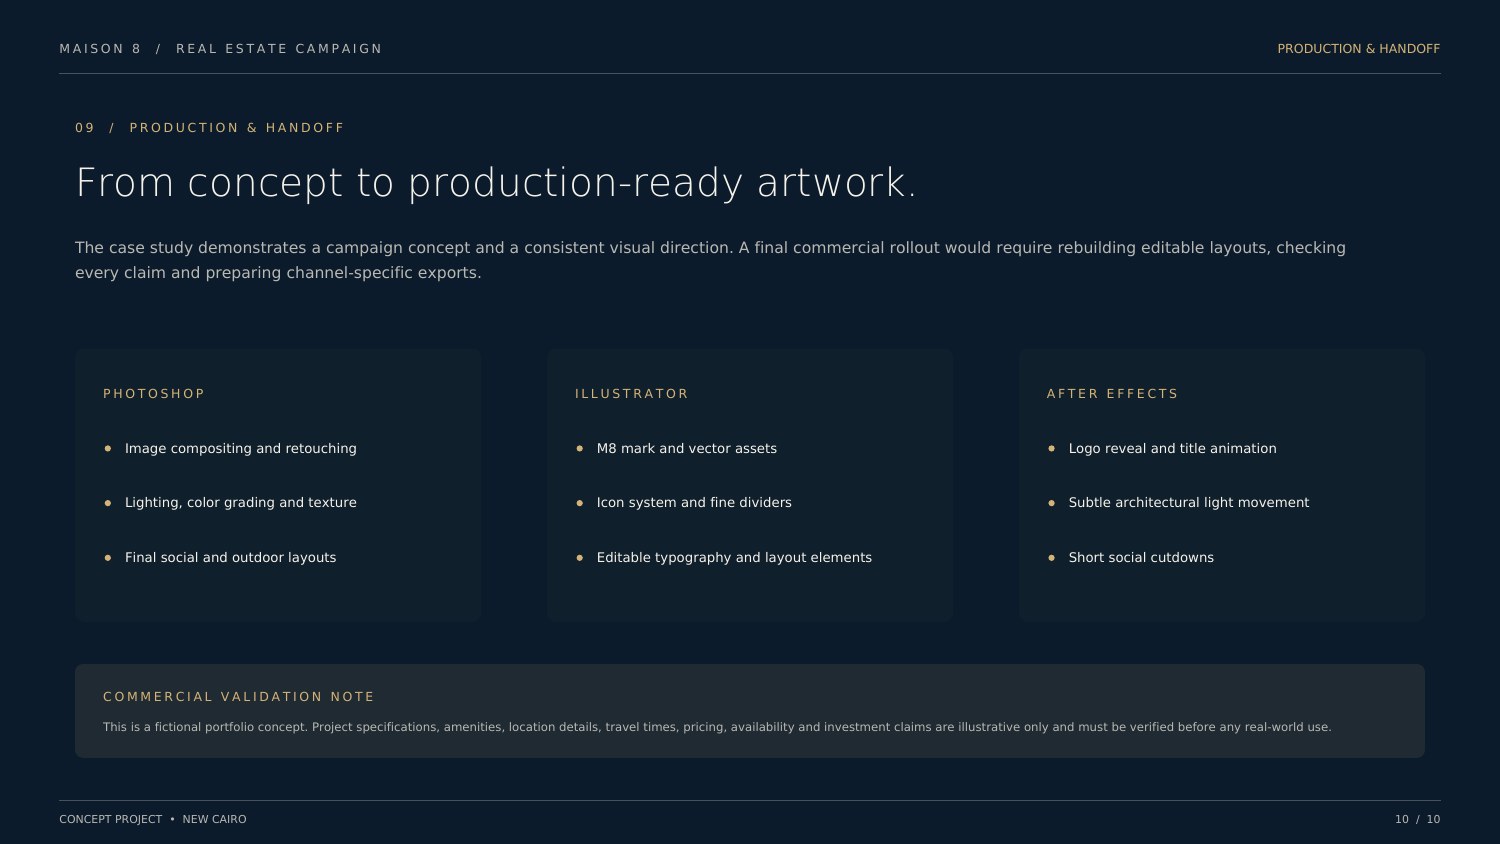 MAISON 8 / REAL ESTATE CAMPAIGN
PRODUCTION & HANDOFF
09 / PRODUCTION & HANDOFF
From concept to production-ready artwork.
The case study demonstrates a campaign concept and a consistent visual direction. A final commercial rollout would require rebuilding editable layouts, checking
every claim and preparing channel-specific exports.
PHOTOSHOP
• Image compositing and retouching
• Lighting, color grading and texture
• Final social and outdoor layouts
ILLUSTRATOR
• M8 mark and vector assets
• Icon system and fine dividers
• Editable typography and layout elements
AFTER EFFECTS
• Logo reveal and title animation
• Subtle architectural light movement
• Short social cutdowns
COMMERCIAL VALIDATION NOTE
This is a fictional portfolio concept. Project specifications, amenities, location details, travel times, pricing, availability and investment claims are illustrative only and must be verified before any real-world use.
CONCEPT PROJECT • NEW CAIRO
10 / 10